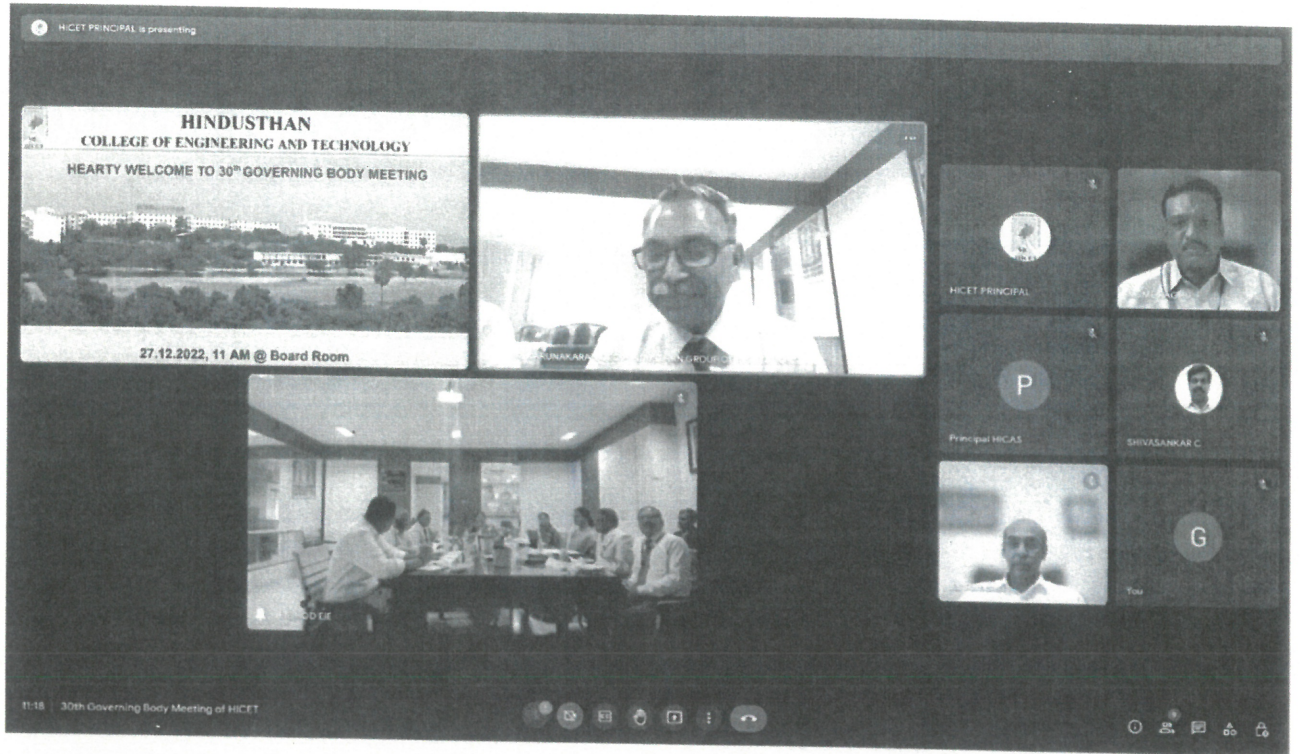 HICET PRINCIPAL is presenting
HINDUSTHAN
COLLEGE OF ENGINEERING AND TECHNOLOGY
HEARTY WELCOME TO 30th GOVERNING BODY MEETING
27.12.2022, 11 AM @ Board Room
HICET PRINCIPAL
P
Principal HICAS
SHIVASANKAR C
G
You
11:18 30th Governing Body Meeting of HICET